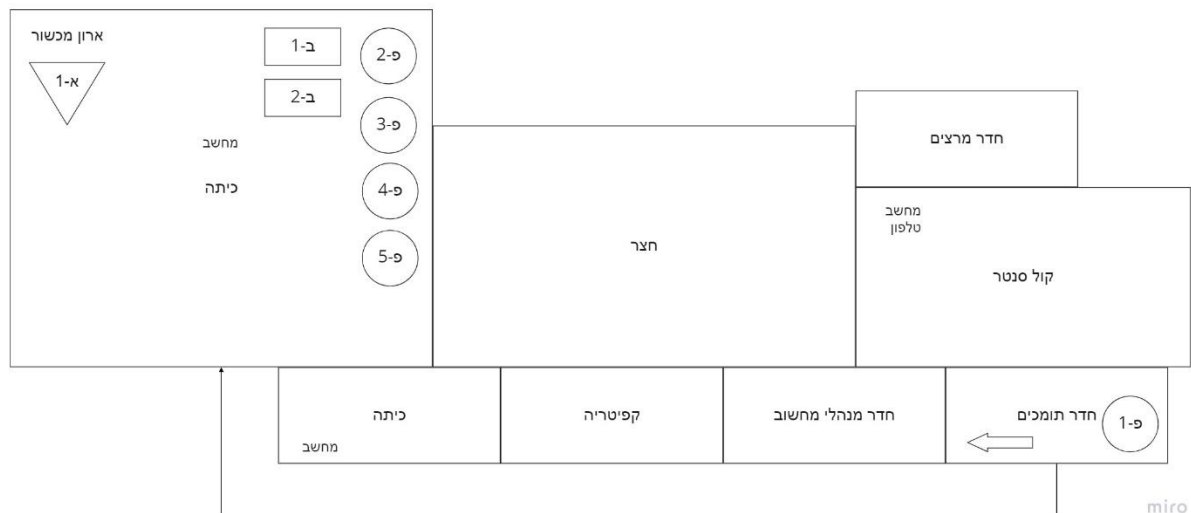 ארון מכשור
א-1
ב-1
ב-2
פ-2
פ-3
פ-4
פ-5
מחשב
כיתה
חצר
חדר מרצים
מחשב
טלפון
קול סנטר
כיתה
מחשב
קפיטריה
חדר מנהלי מחשוב
חדר תומכים
פ-1
miro